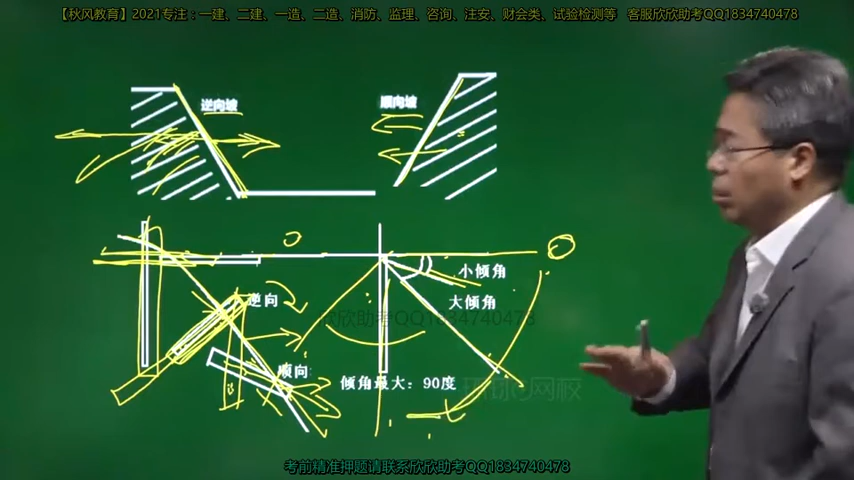 【秋风教育】2021专注：一建、二建、一造、二造、消防、监理、咨询、注安、财会类、试验检测等 客服欣欣助考QQ1834740478
逆向坡
顺向坡
0
0
小倾角
逆向
大倾角
欣欣助考QQ1834740478
顺向
倾角最大：90度
环球网校
考前精准押题请联系欣欣助考QQ1834740478